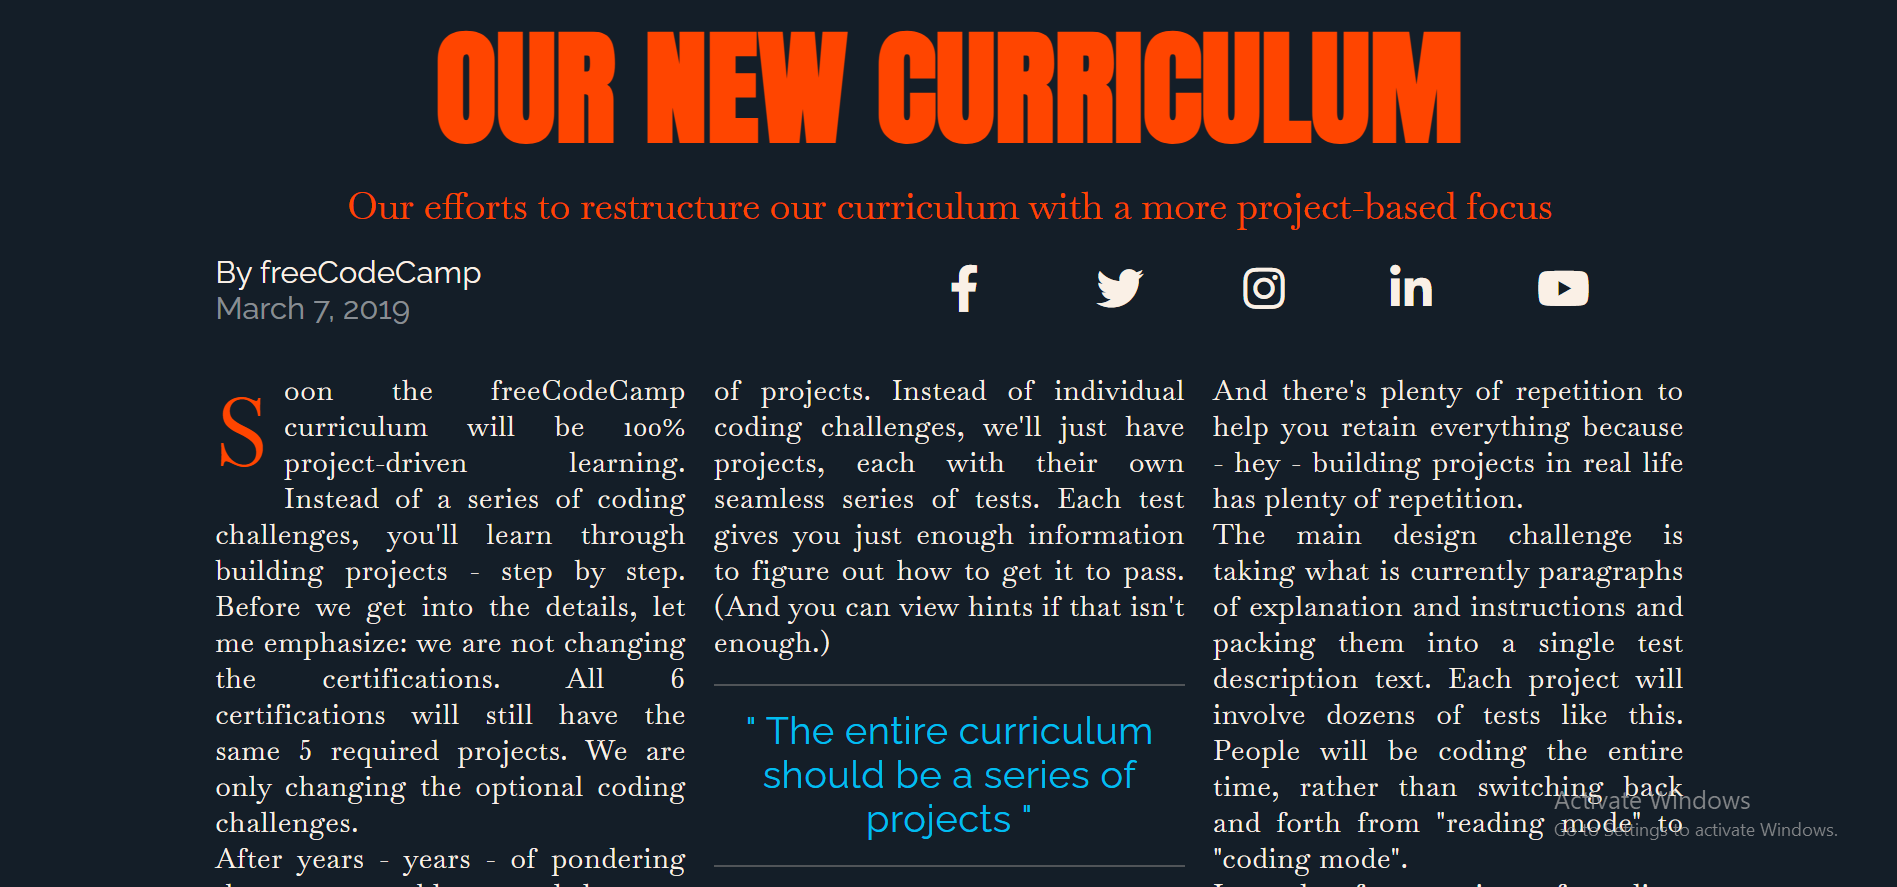 OUR NEW CURRICULUM
Our efforts to restructure our curriculum with a more project-based focus
By freeCodeCamp
March 7, 2019
Soon the freeCodeCamp
curriculum will be 100%
project-driven learning.
Instead of a series of coding
challenges, you'll learn through
building projects - step by step.
Before we get into the details, let
me emphasize: we are not changing
the certifications. All 6
certifications will still have the
same 5 required projects. We are
only changing the optional coding
challenges.
After years - years - of pondering
of projects. Instead of individual
coding challenges, we'll just have
projects, each with their own
seamless series of tests. Each test
gives you just enough information
to figure out how to get it to pass.
(And you can view hints if that isn't
enough.)
" The entire curriculum
should be a series of
projects "
And there's plenty of repetition to
help you retain everything because
- hey - building projects in real life
has plenty of repetition.
The main design challenge is
taking what is currently paragraphs
of explanation and instructions and
packing them into a single test
description text. Each project will
involve dozens of tests like this.
People will be coding the entire
time, rather than switching back
and forth from "reading mode" to
"coding mode".
Activate Windows
Go to Settings to activate Windows.